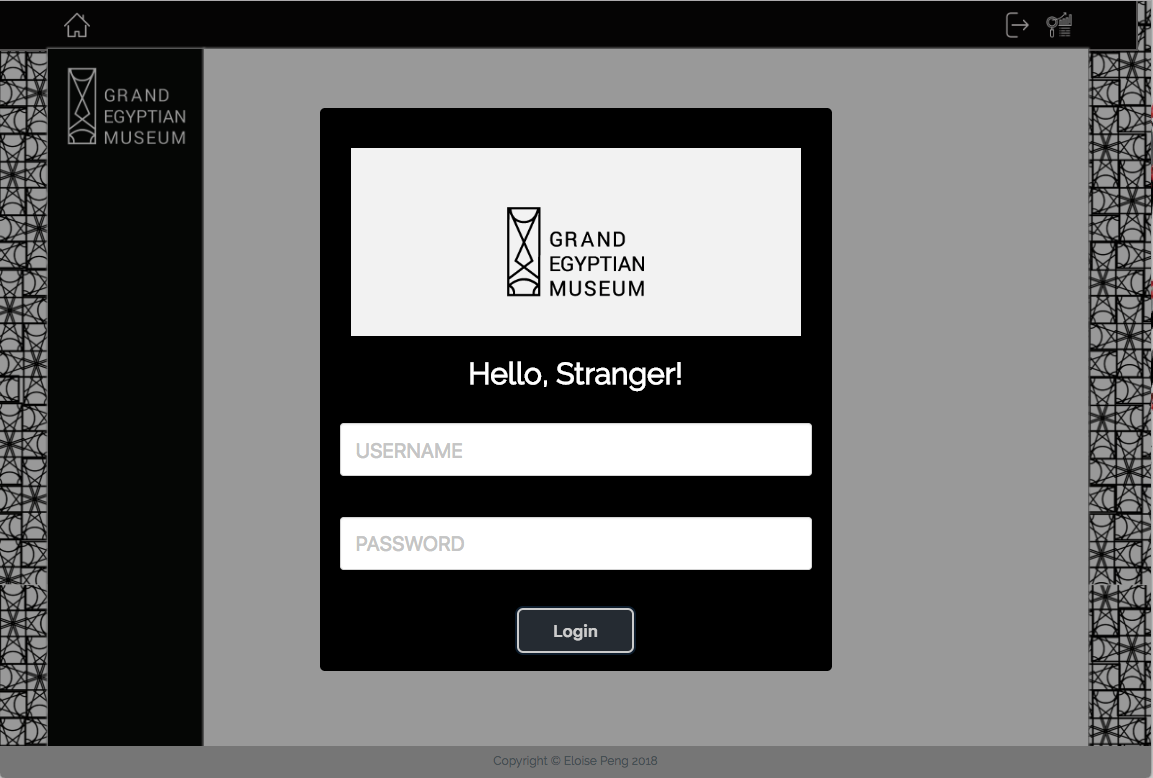 GRAND
EGYPTIAN
MUSEUM
GRAND
EGYPTIAN
MUSEUM
Hello, Stranger!
USERNAME
PASSWORD
Login
Copyright © Eloise Peng 2018